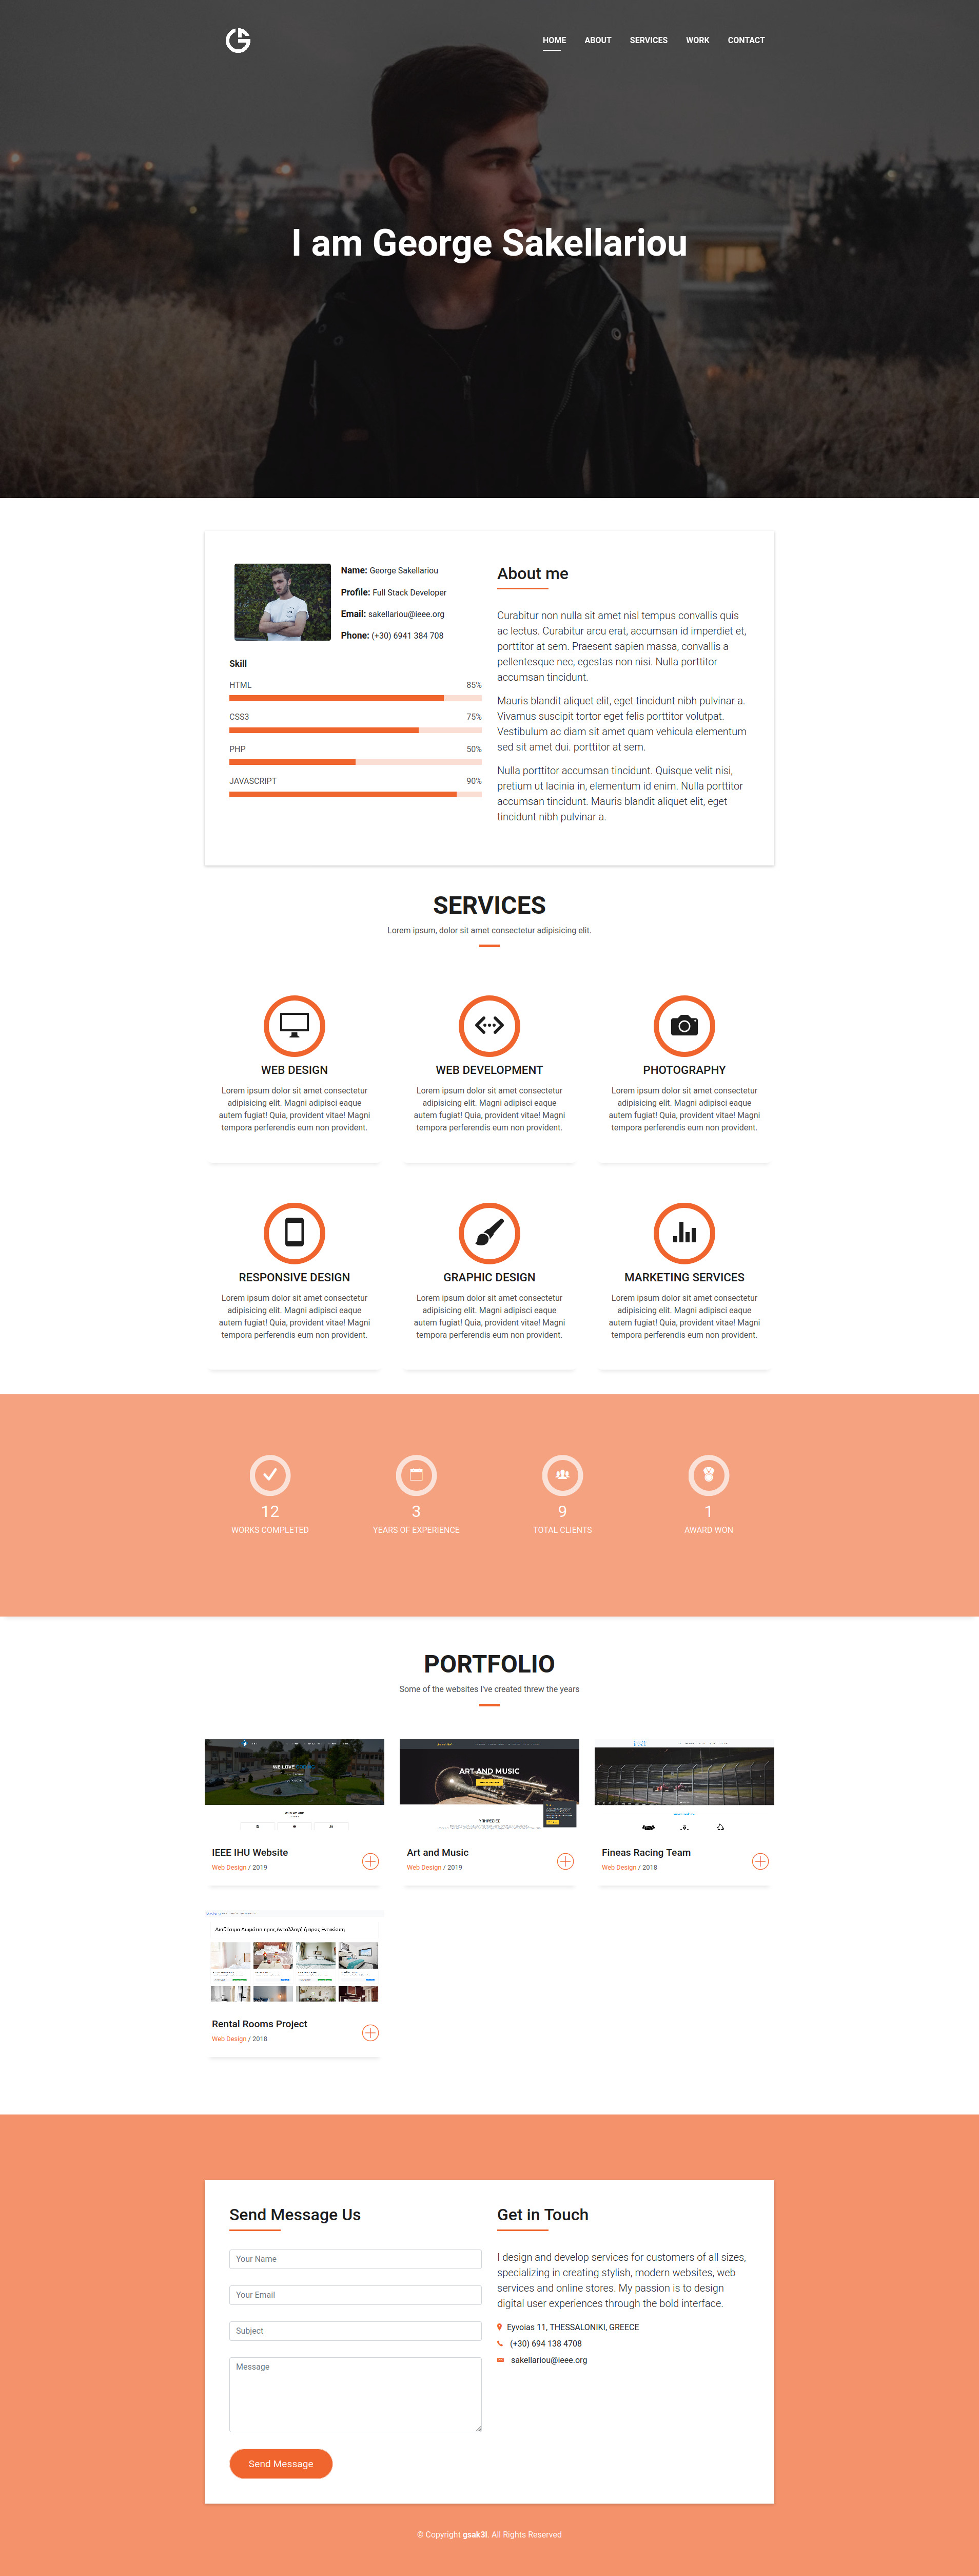 HOME ABOUT SERVICES WORK CONTACT
I am George Sakellariou
Name: George Sakellariou
Profile: Full Stack Developer
Email: sakellariou@ieee.org
Phone: (+30) 6941 384 708
Skill
HTML 85%
CSS3 75%
PHP 50%
JAVASCRIPT 90%
About me
Curabitur non nulla sit amet nisl tempus convallis quis
ac lectus. Curabitur arcu erat, accumsan id imperdiet et,
porttitor at sem. Praesent sapien massa, convallis a
pellentesque nec, egestas non nisi. Nulla porttitor
accumsan tincidunt.
Mauris blandit aliquet elit, eget tincidunt nibh pulvinar a.
Vivamus suscipit tortor eget felis porttitor volutpat.
Vestibulum ac diam sit amet quam vehicula elementum
sed sit amet dui. porttitor at sem.
Nulla porttitor accumsan tincidunt. Quisque velit nisi,
pretium ut lacinia in, elementum id enim. Nulla porttitor
accumsan tincidunt. Mauris blandit aliquet elit, eget
tincidunt nibh pulvinar a.
SERVICES
Lorem ipsum, dolor sit amet consectetur adipisicing elit.
WEB DESIGN
Lorem ipsum dolor sit amet consectetur
adipisicing elit. Magni adipisci eaque
autem fugiat! Quia, provident vitae! Magni
tempora perferendis eum non provident.
WEB DEVELOPMENT
Lorem ipsum dolor sit amet consectetur
adipisicing elit. Magni adipisci eaque
autem fugiat! Quia, provident vitae! Magni
tempora perferendis eum non provident.
PHOTOGRAPHY
Lorem ipsum dolor sit amet consectetur
adipisicing elit. Magni adipisci eaque
autem fugiat! Quia, provident vitae! Magni
tempora perferendis eum non provident.
RESPONSIVE DESIGN
Lorem ipsum dolor sit amet consectetur
adipisicing elit. Magni adipisci eaque
autem fugiat! Quia, provident vitae! Magni
tempora perferendis eum non provident.
GRAPHIC DESIGN
Lorem ipsum dolor sit amet consectetur
adipisicing elit. Magni adipisci eaque
autem fugiat! Quia, provident vitae! Magni
tempora perferendis eum non provident.
MARKETING SERVICES
Lorem ipsum dolor sit amet consectetur
adipisicing elit. Magni adipisci eaque
autem fugiat! Quia, provident vitae! Magni
tempora perferendis eum non provident.
12
WORKS COMPLETED
3
YEARS OF EXPERIENCE
9
TOTAL CLIENTS
1
AWARD WON
PORTFOLIO
Some of the websites I've created threw the years
WE LOVE
IEEE IHU Website
Web Design / 2019
ART AND MUSIC
ΥΠΗΡΕΣΙΕΣ
Art and Music
Web Design / 2019
Fineas Racing Team
Web Design / 2018
Διαθέσιμα Δωμάτια προς Ανταλλαγή ή προς Ενοικίαση
Rental Rooms Project
Web Design / 2018
Send Message Us
Your Name
Your Email
Subject
Message
Send Message
Get in Touch
I design and develop services for customers of all sizes,
specializing in creating stylish, modern websites, web
services and online stores. My passion is to design
digital user experiences through the bold interface.
Eyvoias 11, THESSALONIKI, GREECE
(+30) 694 138 4708
sakellariou@ieee.org
© Copyright gsak3l. All Rights Reserved